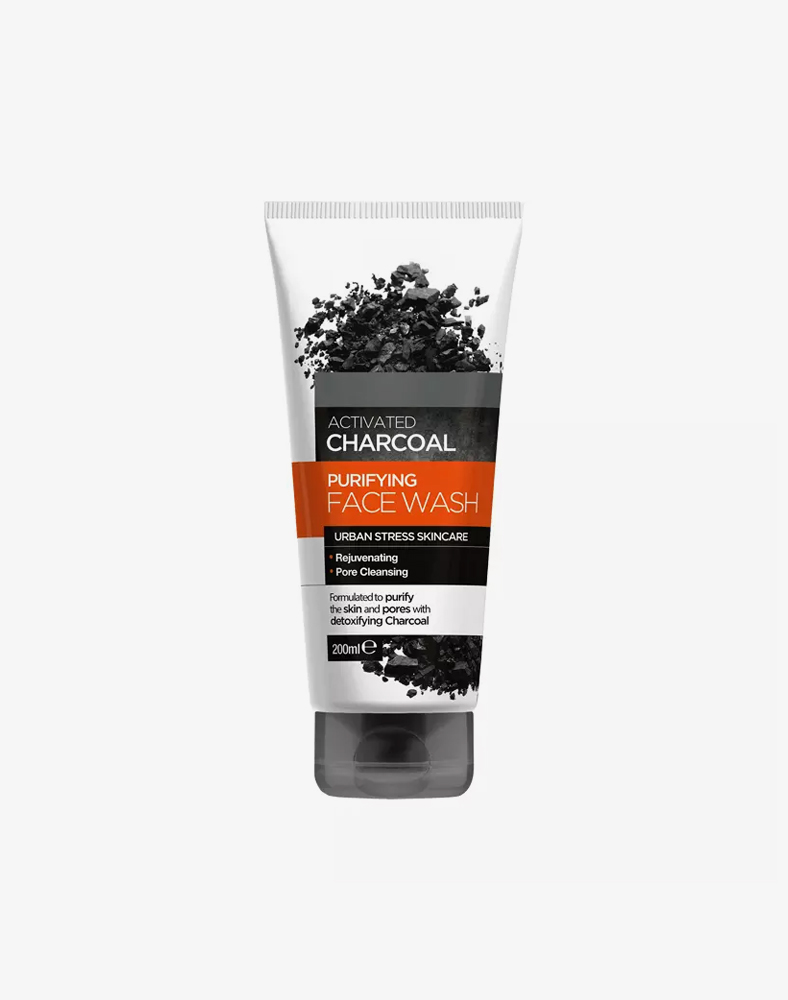 ACTIVATED
CHARCOAL
PURIFYING
FACE WASH
URBAN STRESS SKINCARE
• Rejuvenating
• Pore Cleansing
Formulated to purify
the skin and pores with
detoxifying Charcoal
200ml ℮